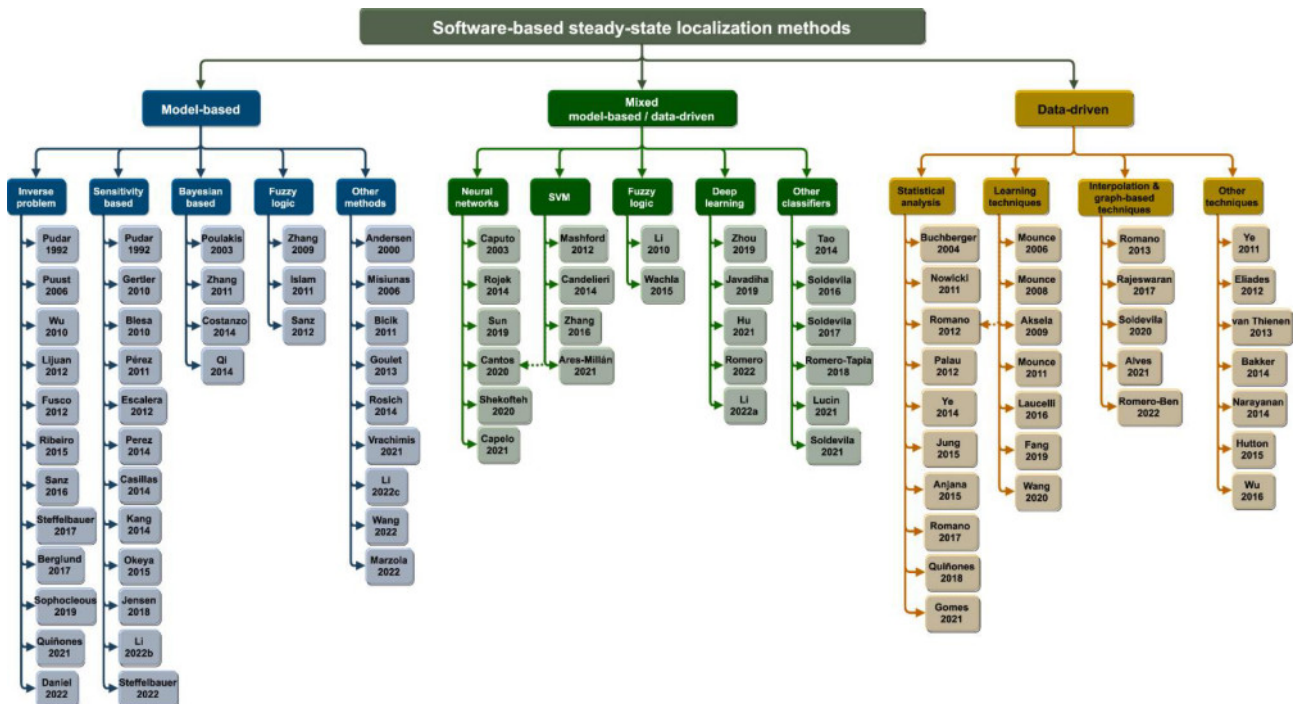 Software-based steady-state localization methods
Model-based
Mixed
model-based / data-driven
Data-driven
Inverse
problem
Sensitivity
based
Bayesian
based
Fuzzy
logic
Other
methods
Neural
networks
SVM
Fuzzy
logic
Deep
learning
Other
classifiers
Statistical
analysis
Learning
techniques
Interpolation &
graph-based
techniques
Other
techniques
Pudar
1992
Puust
2006
Wu
2010
Lijuan
2012
Fusco
2012
Ribeiro
2015
Sanz
2016
Steffelbauer
2017
Berglund
2017
Sophocleous
2019
Quiñones
2021
Daniel
2022
Pudar
1992
Gertler
2010
Blesa
2010
Pérez
2011
Escalera
2012
Perez
2014
Casillas
2014
Kang
2014
Okeya
2015
Jensen
2018
Li
2022b
Steffelbauer
2022
Poulakis
2003
Zhang
2011
Costanzo
2014
Qi
2014
Zhang
2009
Islam
2011
Sanz
2012
Andersen
2000
Misiunas
2006
Bicik
2011
Goulet
2013
Rosich
2014
Vrachimis
2021
Li
2022c
Wang
2022
Marzola
2022
Caputo
2003
Rojek
2014
Sun
2019
Cantos
2020
Shekofteh
2020
Capelo
2021
Mashford
2012
Candelieri
2014
Zhang
2016
Ares-Millán
2021
Li
2010
Wachla
2015
Zhou
2019
Javadiha
2019
Hu
2021
Romero
2022
Li
2022a
Tao
2014
Soldevila
2016
Soldevila
2017
Romero-Tapia
2018
Lucin
2021
Soldevila
2021
Buchberger
2004
Nowicki
2011
Romano
2012
Palau
2012
Ye
2014
Jung
2015
Anjana
2015
Romano
2017
Quiñones
2018
Gomes
2021
Mounce
2006
Mounce
2008
Aksela
2009
Mounce
2011
Laucelli
2016
Fang
2019
Wang
2020
Romano
2013
Rajeswaran
2017
Soldevila
2020
Alves
2021
Romero-Ben
2022
Ye
2011
Eliades
2012
van Thienen
2013
Bakker
2014
Narayanan
2014
Hutton
2015
Wu
2016